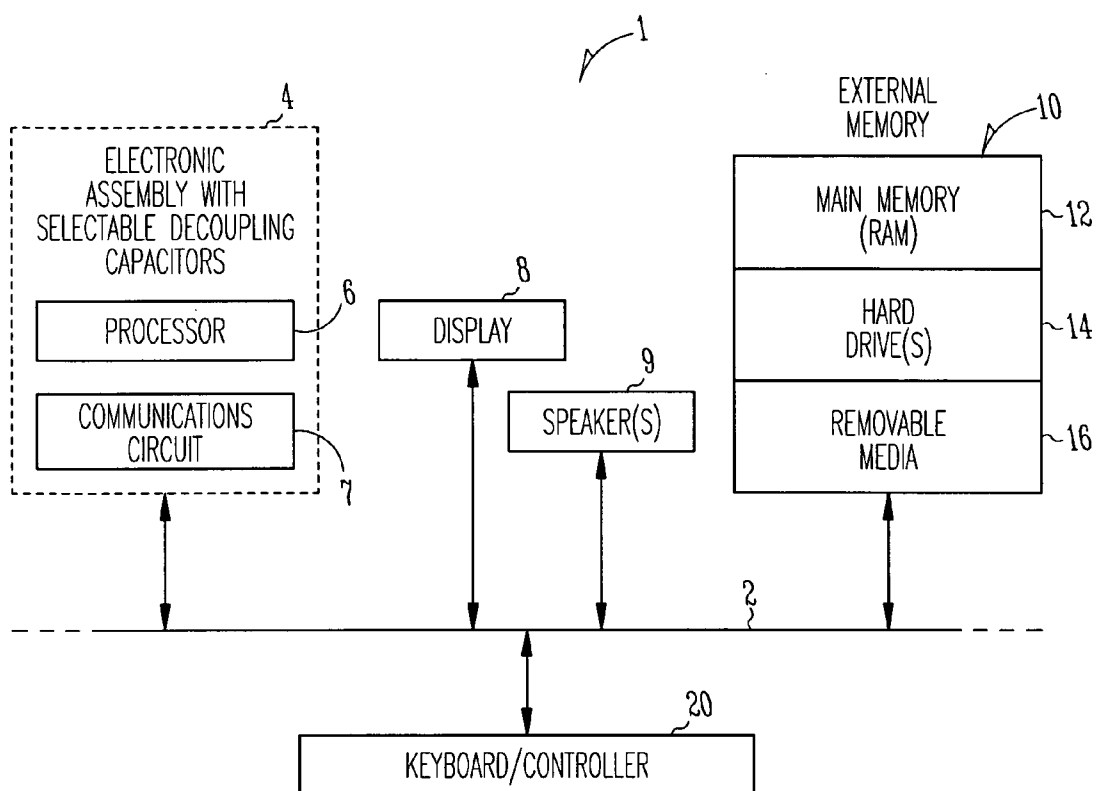 1
4
ELECTRONIC
ASSEMBLY WITH
SELECTABLE DECOUPLING
CAPACITORS
6
PROCESSOR
COMMUNICATIONS
CIRCUIT
7
8
DISPLAY
9
SPEAKER(S)
EXTERNAL
MEMORY
10
MAIN MEMORY
(RAM)
12
HARD
DRIVE(S)
14
REMOVABLE
MEDIA
16
2
20
KEYBOARD/CONTROLLER